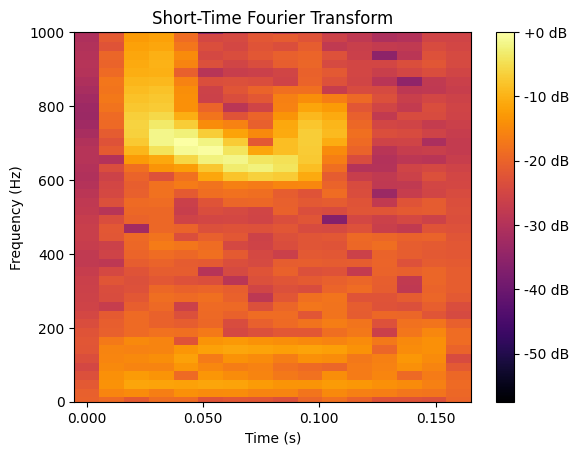 Short-Time Fourier Transform
1000
800
600
400
200
0
Frequency (Hz)
0.000
0.050
0.100
0.150
Time (s)
+0 dB
-10 dB
-20 dB
-30 dB
-40 dB
-50 dB